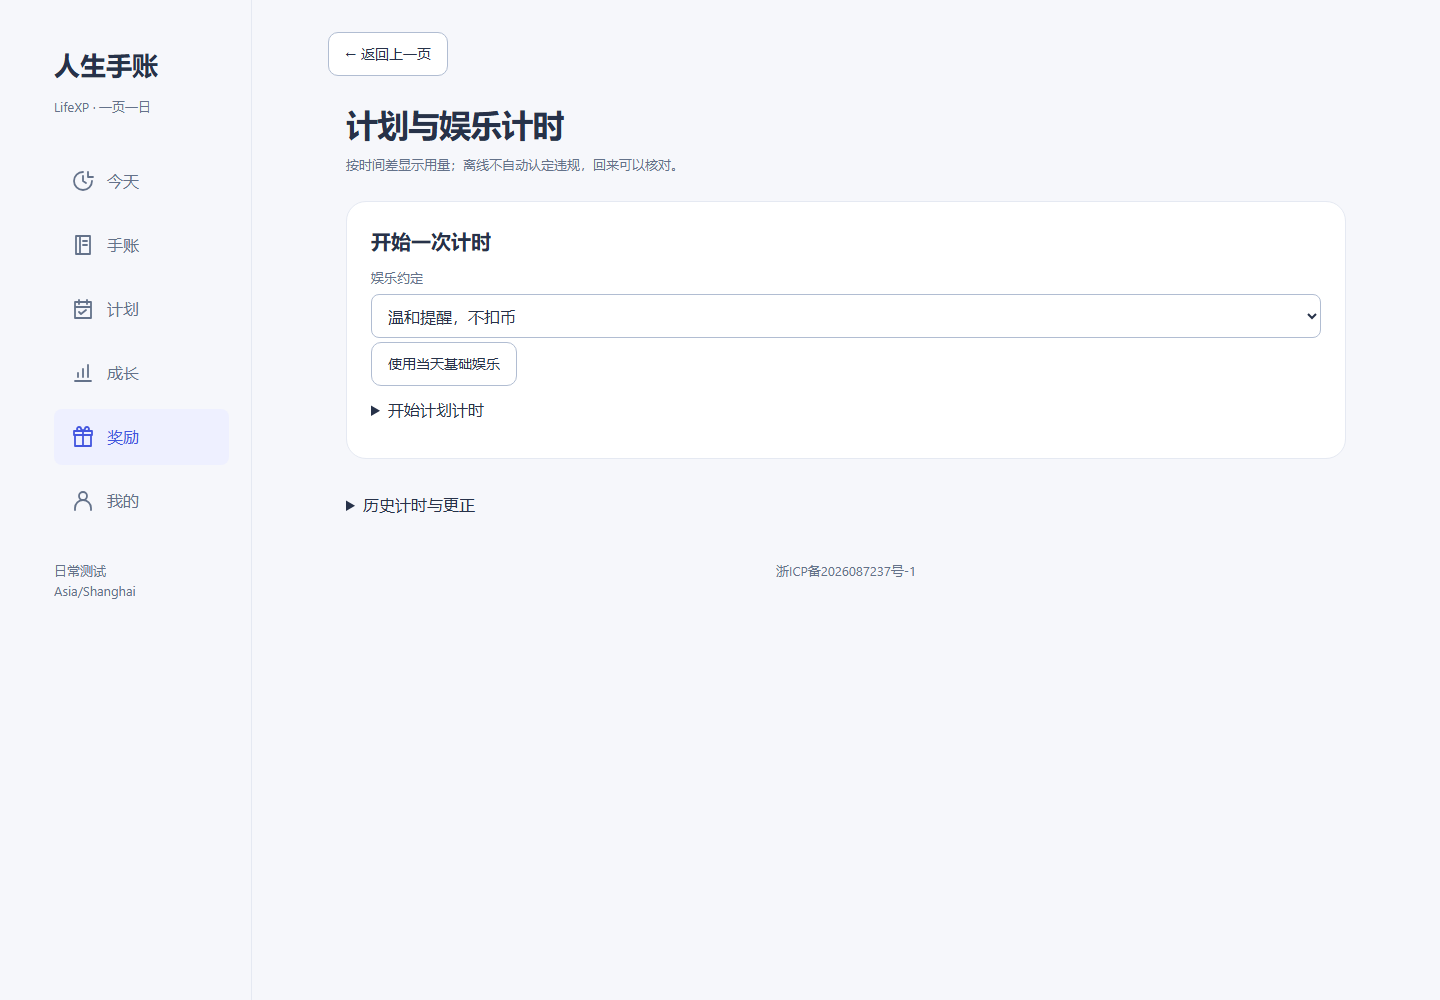 人生手账
LifeXP · 一页一日
今天
手账
计划
成长
奖励
我的
日常测试
Asia/Shanghai
← 返回上一页
计划与娱乐计时
按时间差显示用量；离线不自动认定违规，回来可以核对。
开始一次计时
娱乐约定
温和提醒，不扣币
使用当天基础娱乐
▶ 开始计划计时
▶ 历史计时与更正
浙ICP备2026087237号-1